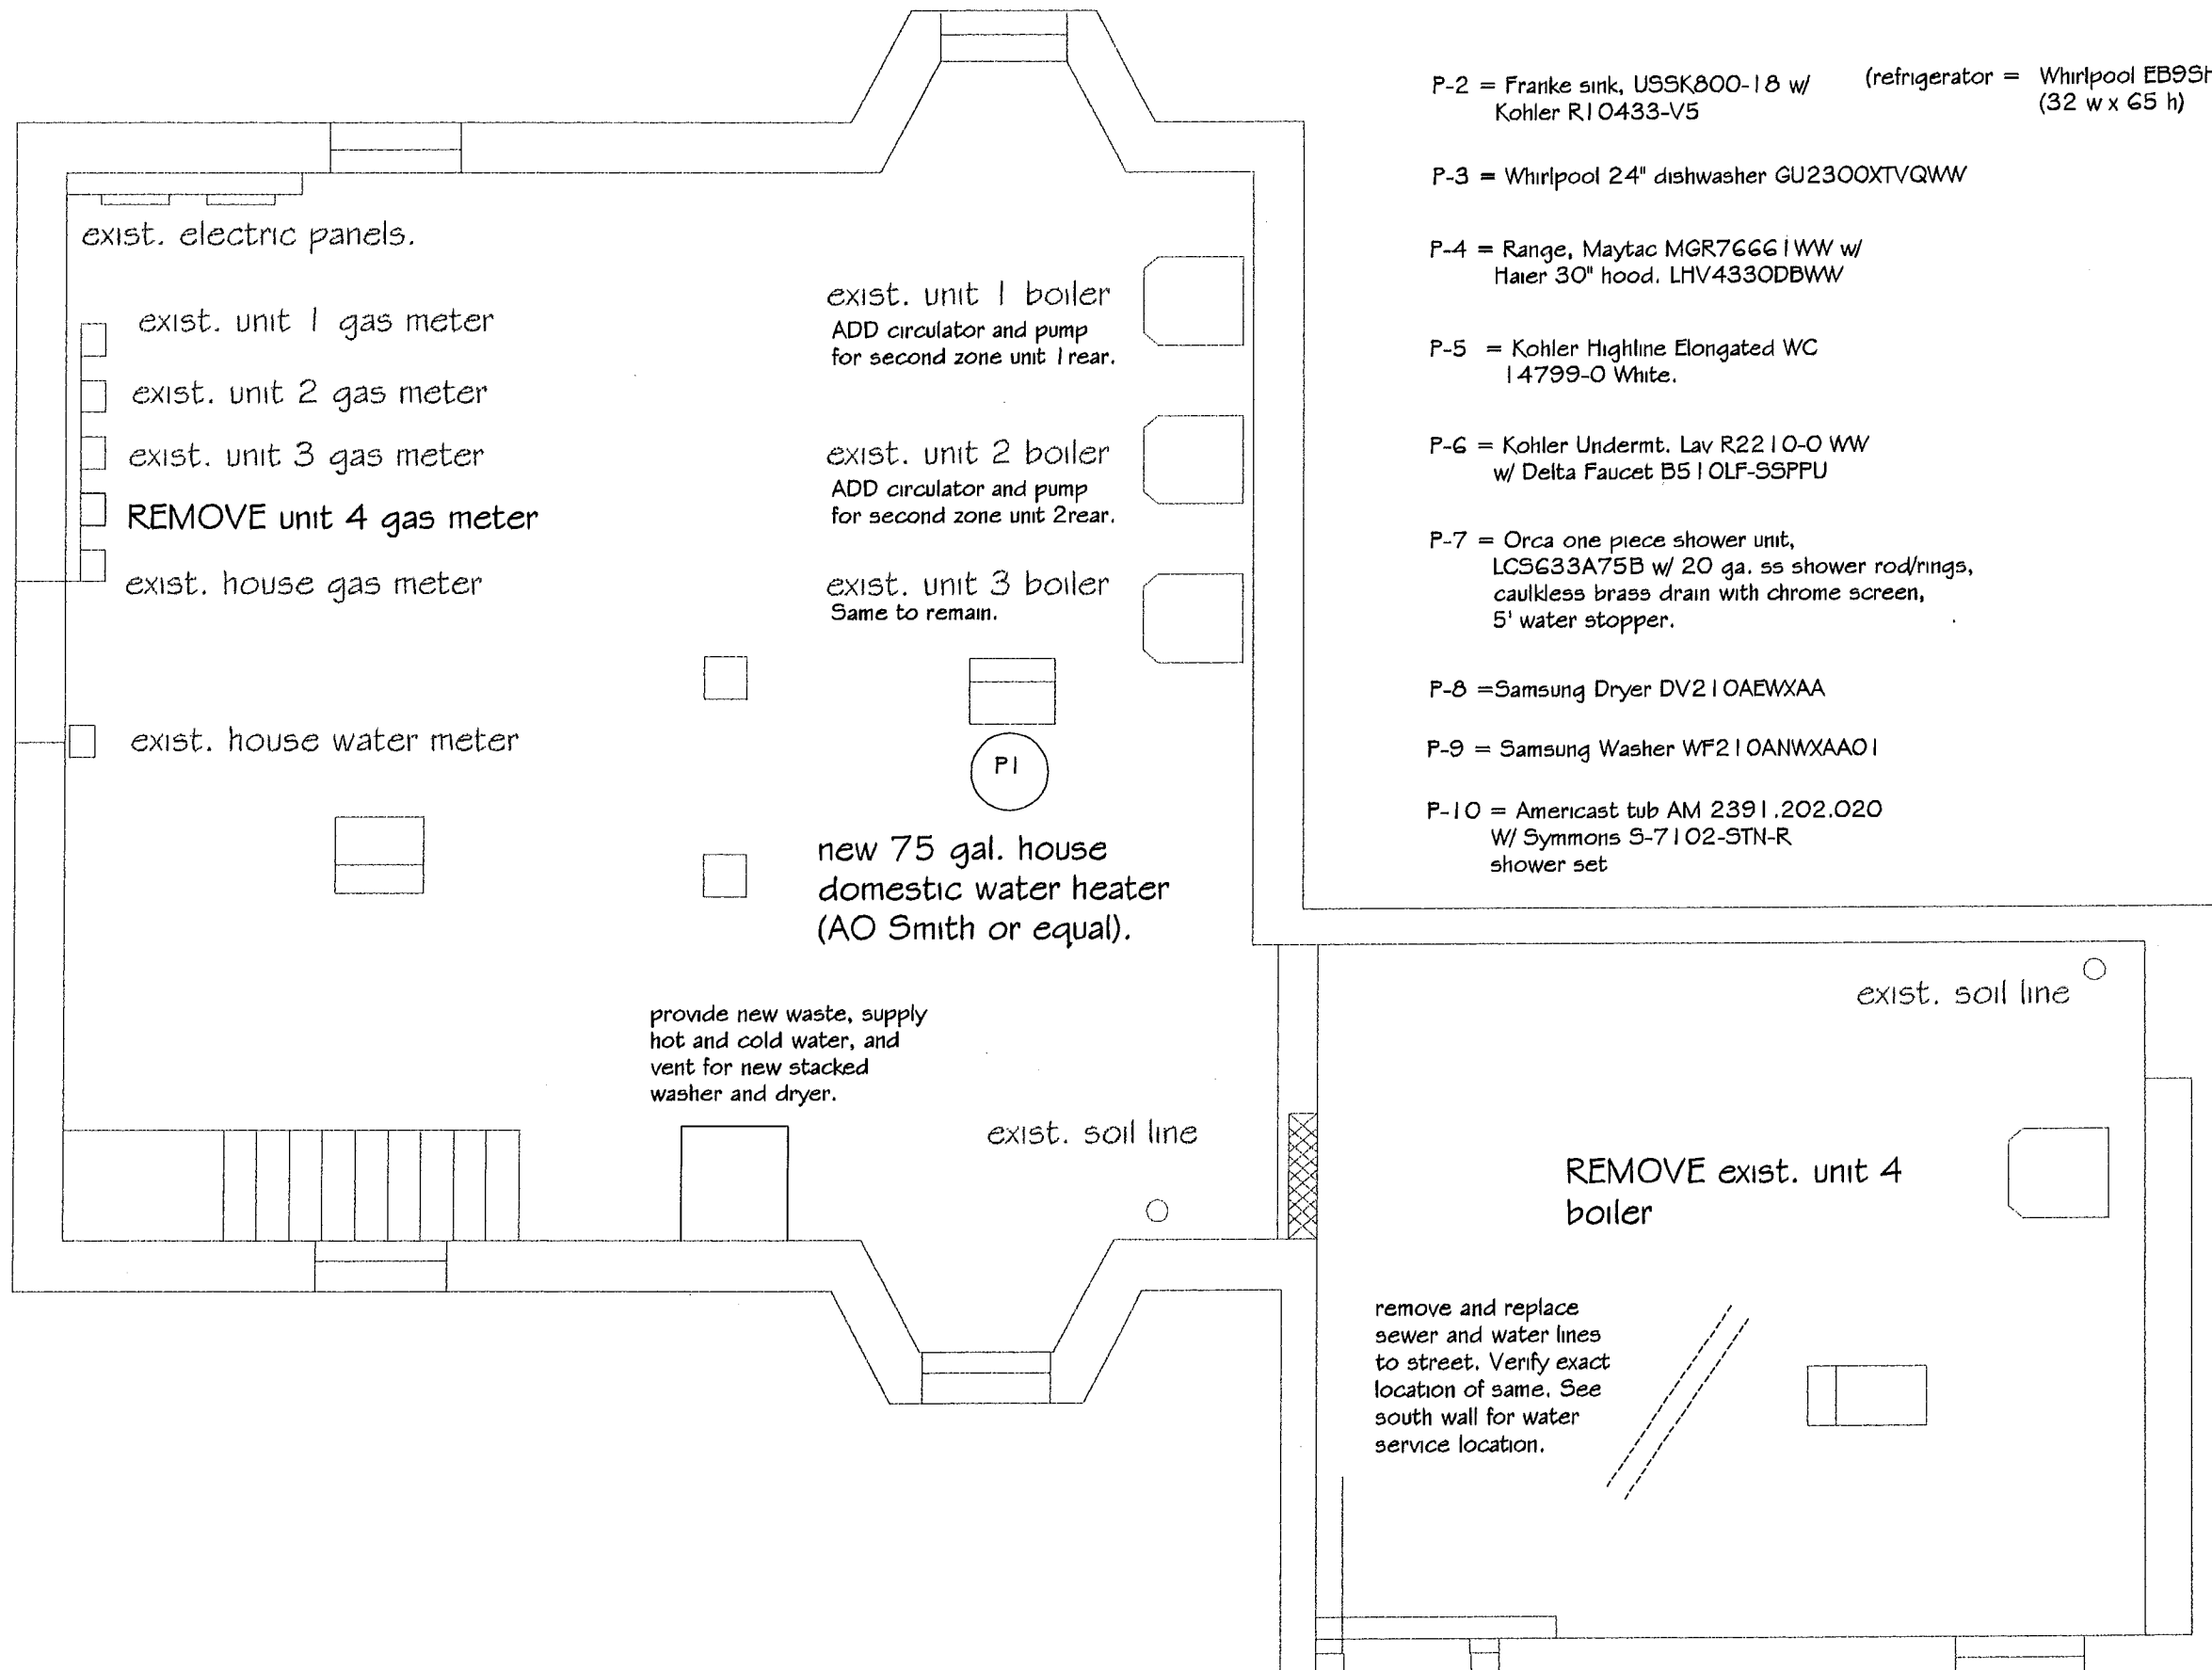 P-2 = Franke sink, USSK800-18 w/
Kohler R10433-V5
(refrigerator = Whirlpool EB9SH
(32 w x 65 h)
P-3 = Whirlpool 24" dishwasher GU2300XTVQWW
P-4 = Range, Maytac MGR76661WW w/
Haier 30" hood. LHV4330DBWW
P-5 = Kohler Highline Elongated WC
14799-0 White.
P-6 = Kohler Undermt. Lav R2210-0 WW
w/ Delta Faucet B510LF-SSPPU
P-7 = Orca one piece shower unit,
LCS633A75B w/ 20 ga. ss shower rod/rings,
caulkless brass drain with chrome screen,
5' water stopper.
P-8 =Samsung Dryer DV210AEWXAA
P-9 = Samsung Washer WF210ANWXAA01
P-10 = Americast tub AM 2391.202.020
W/ Symmons S-7102-STN-R
shower set
exist. electric panels.
exist. unit 1 gas meter
exist. unit 2 gas meter
exist. unit 3 gas meter
REMOVE unit 4 gas meter
exist. house gas meter
exist. house water meter
exist. unit 1 boiler
ADD circulator and pump
for second zone unit 1rear.
exist. unit 2 boiler
ADD circulator and pump
for second zone unit 2rear.
exist. unit 3 boiler
Same to remain.
P1
new 75 gal. house
domestic water heater
(AO Smith or equal).
provide new waste, supply
hot and cold water, and
vent for new stacked
washer and dryer.
exist. soil line
exist. soil line
REMOVE exist. unit 4
boiler
remove and replace
sewer and water lines
to street. Verify exact
location of same. See
south wall for water
service location.